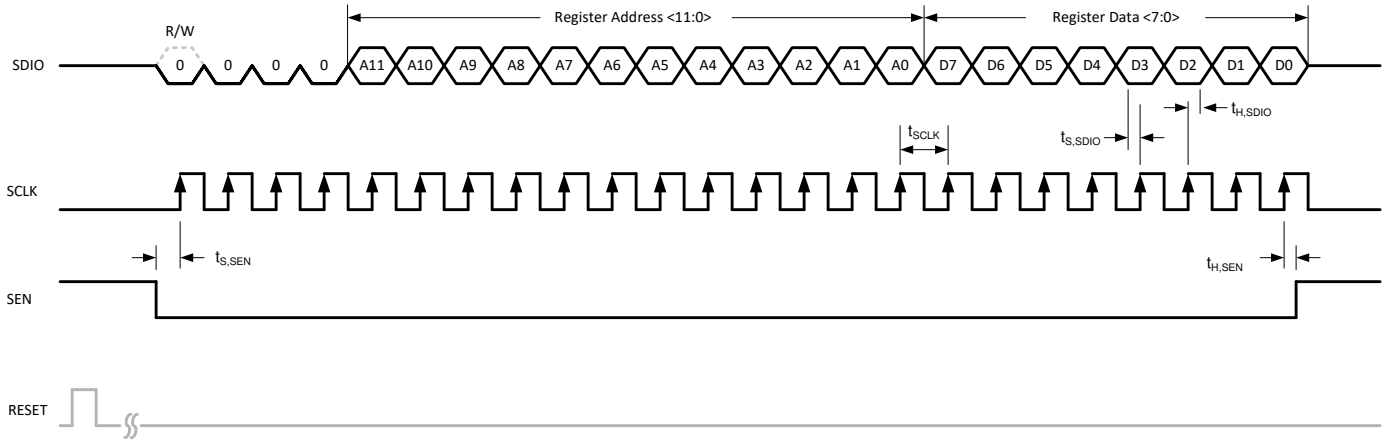 Register Address <11:0>
Register Data <7:0>
R/W
SDIO
0 0 0 0 A11 A10 A9 A8 A7 A6 A5 A4 A3 A2 A1 A0 D7 D6 D5 D4 D3 D2 D1 D0
tH,SDIO
tSCLK
tS,SDIO
SCLK
tS,SEN
tH,SEN
SEN
RESET